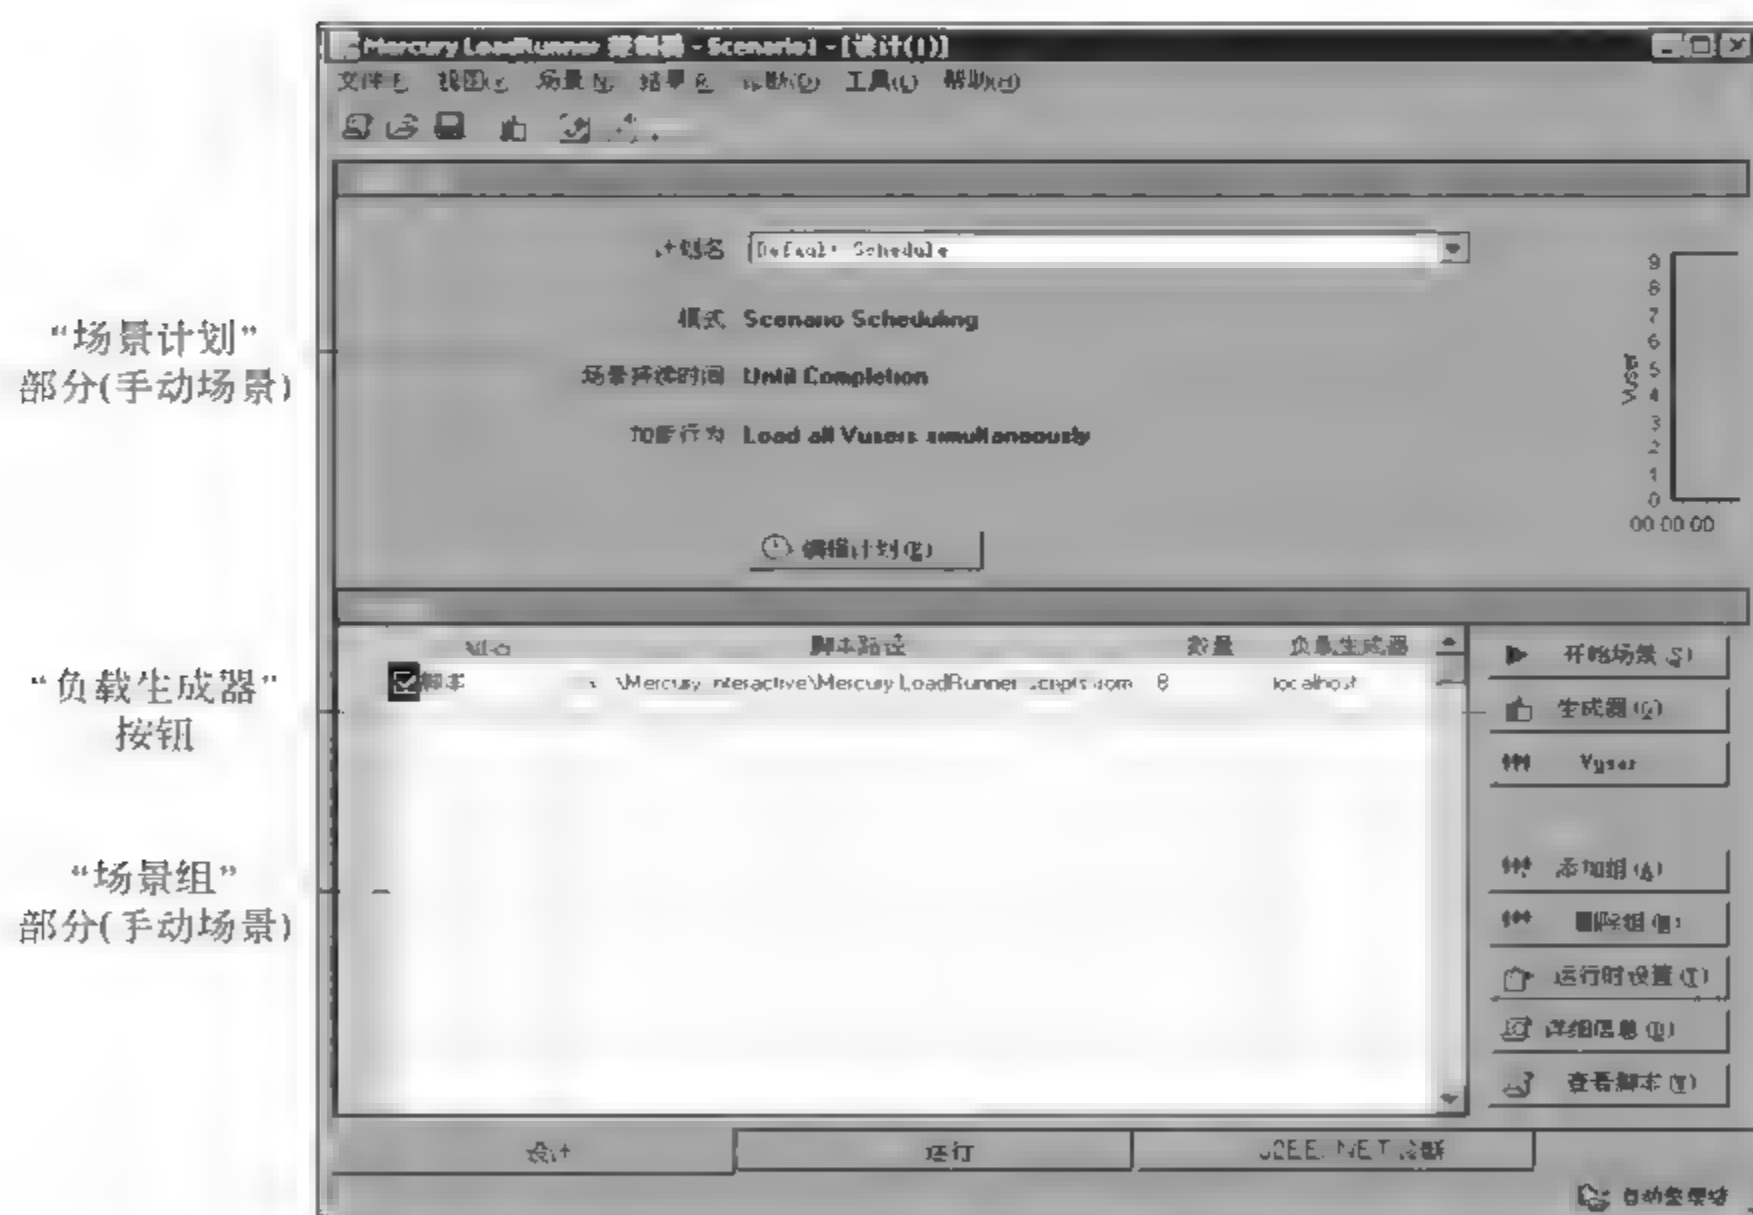 Mercury LoadRunner 控制器 - Scenario1 - [设计(1)]
文件 视图 场景 结果 诊断(D) 工具 帮助(H)
计划名 Default Schedule
模式 Scenario Scheduling
场景持续时间 Until Completion
加载行为 Load all Vusers simultaneously
编辑计划(E)
9
8
7
6
5
4
3
2
1
0
Vuser
00:00:00
“场景计划”
部分(手动场景)
组名 脚本路径 数量 负载生成器
脚本 \Mercury Interactive\Mercury LoadRunner\scripts 8 localhost
“负载生成器”
按钮
“场景组”
部分(手动场景)
开始场景(S)
生成器(G)
Vuser
添加组(A)
删除组
运行时设置(T)
详细信息(D)
查看脚本(V)
设计 运行 J2EE/.NET 诊断